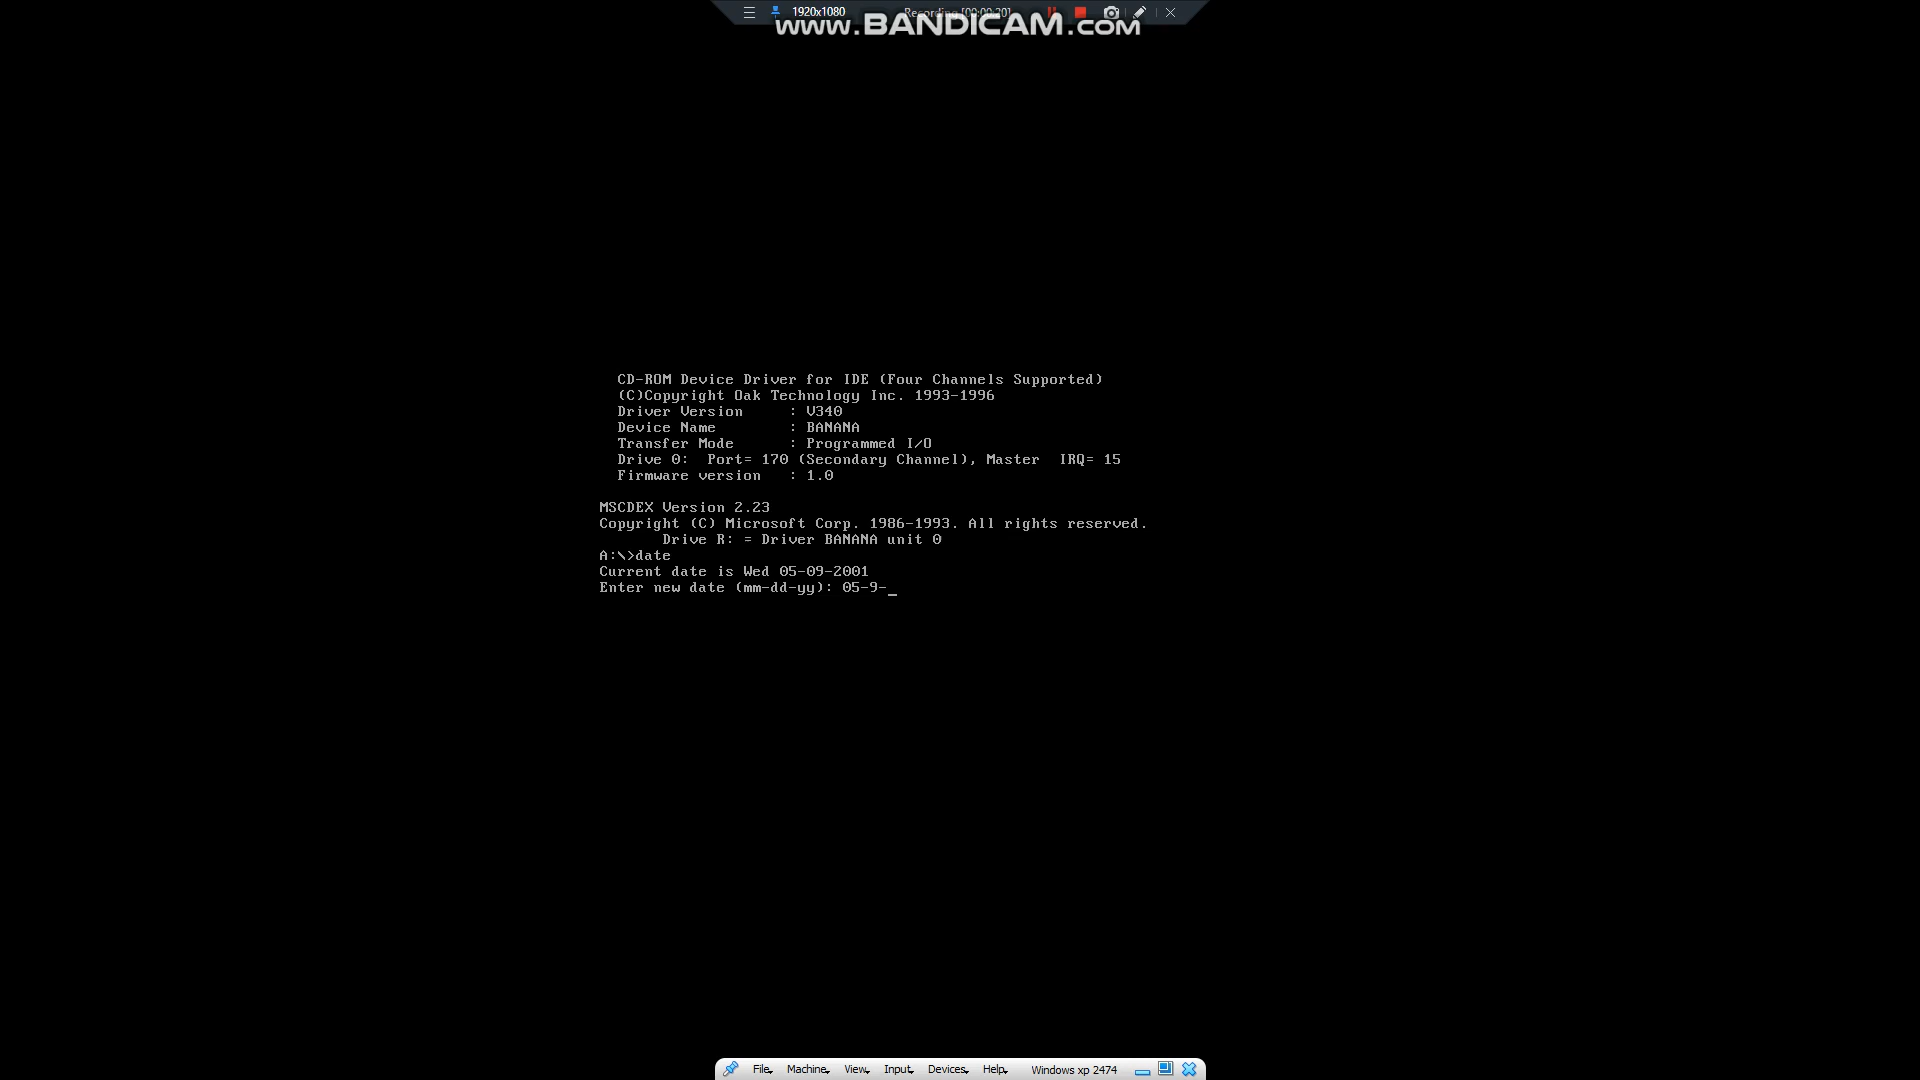 1920x1080 Recording [00:00:20]
www.BANDICAM.com
CD-ROM Device Driver for IDE (Four Channels Supported)
(C)Copyright Oak Technology Inc. 1993-1996
Driver Version : V340
Device Name : BANANA
Transfer Mode : Programmed I/O
Drive 0: Port= 170 (Secondary Channel), Master IRQ= 15
Firmware version : 1.0
MSCDEX Version 2.23
Copyright (C) Microsoft Corp. 1986-1993. All rights reserved.
Drive R: = Driver BANANA unit 0
A:\>date
Current date is Wed 05-09-2001
Enter new date (mm-dd-yy): 05-9-_
File Machine View Input Devices Help Windows xp 2474